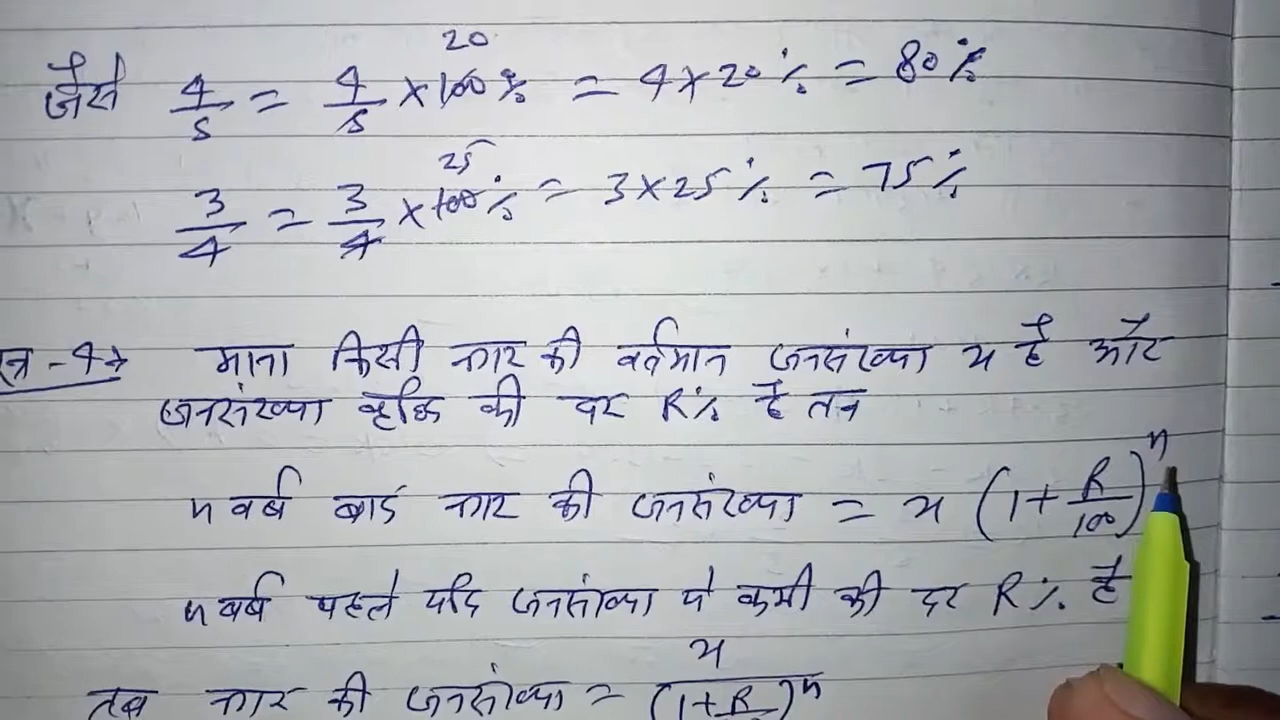 जैसे 4/5 = 4/5 × 100% 20 = 4 × 20% = 80%
3/4 = 3/4 × 100% 25 = 3 × 25% = 75%
त्र-4→ माना किसी नगर की वर्तमान जनसंख्या x है और
जनसंख्या वृद्धि की दर R% है तब
n वर्ष बाद नगर की जनसंख्या = x (1 + R/100)^n
n वर्ष पहले यदि जनसंख्या में कमी की दर R% है
तब नगर की जनसंख्या = x/(1+R)^n